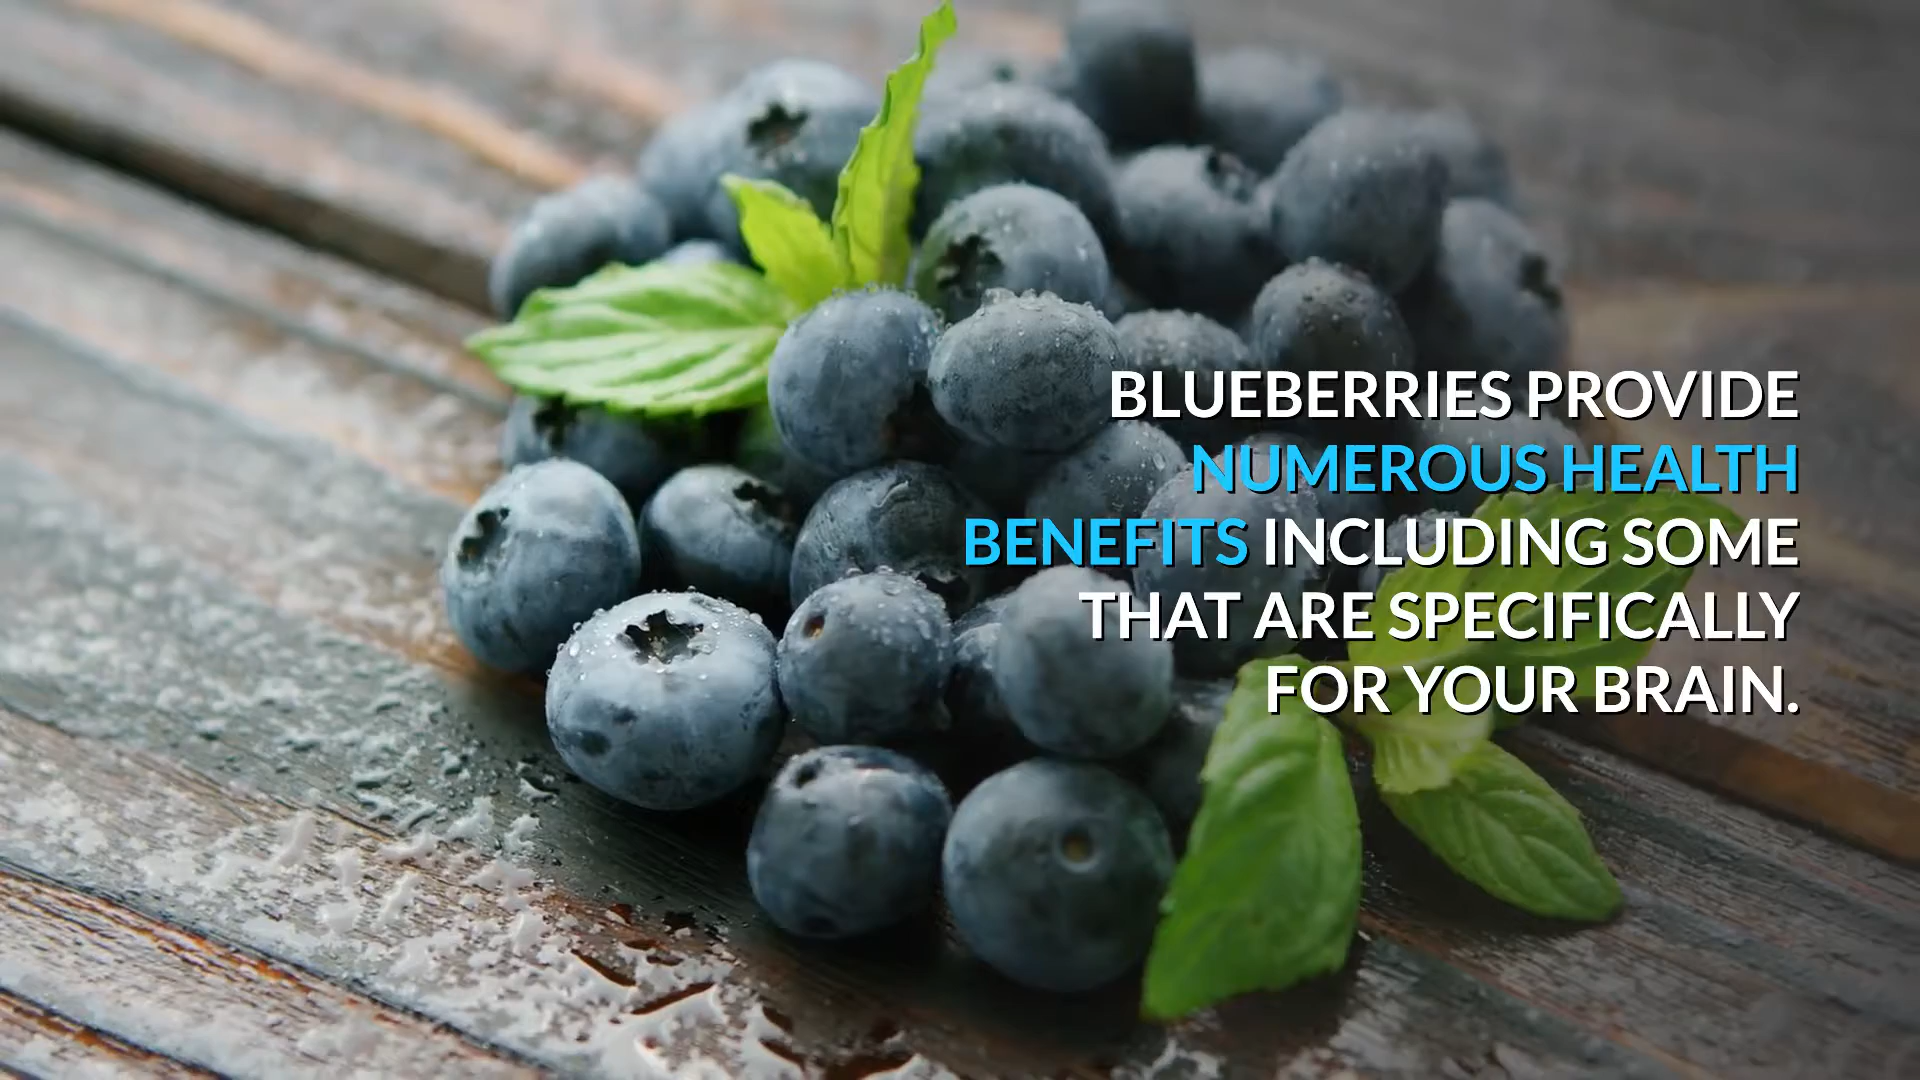 BLUEBERRIES PROVIDE
NUMEROUS HEALTH
BENEFITS INCLUDING SOME
THAT ARE SPECIFICALLY
FOR YOUR BRAIN.